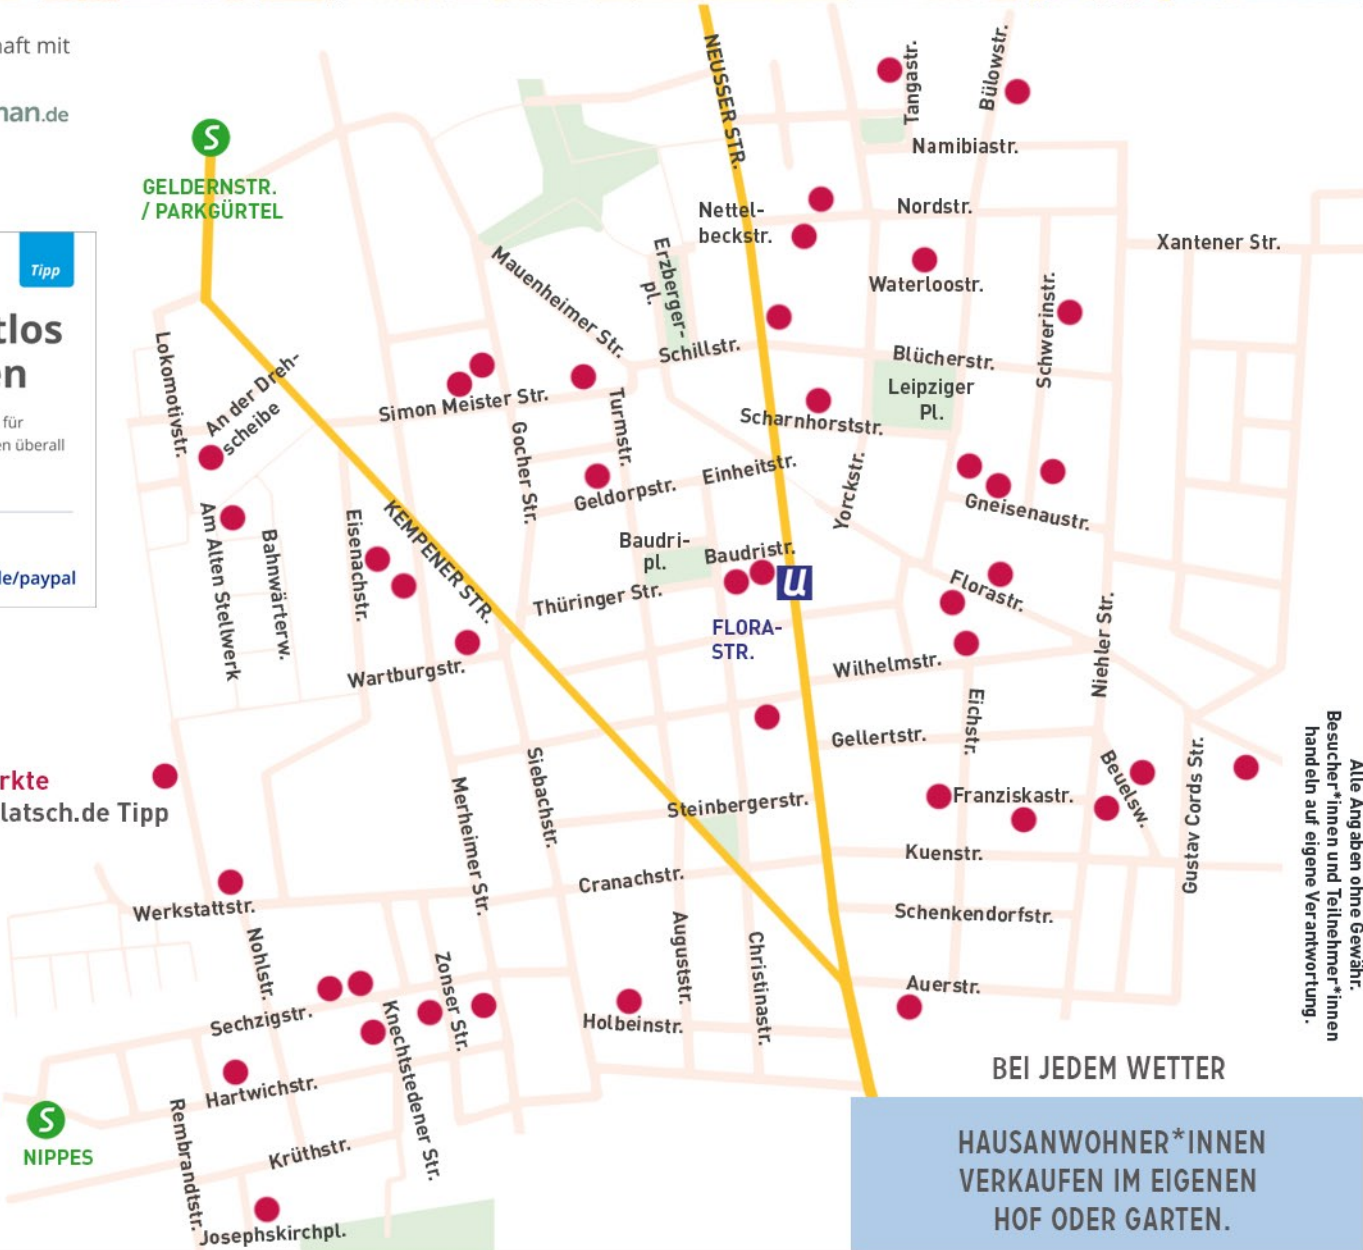 aft mit
nan.de
Tipp
tlos
en
für
en überall
le/paypal
rkte
latsch.de Tipp
S
GELDERNSTR.
/ PARKGÜRTEL
NEUSSER STR.
Tangastr.
Bülowstr.
Namibiastr.
Nettel-
beckstr.
Nordstr.
Xantener Str.
Waterloostr.
Mauenheimer Str.
Erzberger-
pl.
Schillstr.
Schwerinstr.
Blücherstr.
Leipziger
Pl.
Lokomotivstr.
An der Dreh-
scheibe
Simon Meister Str.
Turmstr.
Scharnhorststr.
Gocher Str.
Geldorpstr.
Einheitstr.
Yorckstr.
Gneisenaustr.
KEMPENER STR.
Am Alten Stellwerk
Bahnwärterw.
Eisenachstr.
Baudri-
pl.
Baudristr.
U
Thüringer Str.
FLORA-
STR.
Florastr.
Niehler Str.
Wartburgstr.
Wilhelmstr.
Eichstr.
Gellertstr.
Merheimer Str.
Siebachstr.
Steinbergerstr.
Franziskastr.
Beuelsw.
Gustav Cords Str.
Kuenstr.
Cranachstr.
Werkstattstr.
Schenkendorfstr.
Nohlstr.
Zonser Str.
Auguststr.
Christinastr.
Auerstr.
Sechzigstr.
Holbeinstr.
Knechtstedener Str.
Hartwichstr.
S
NIPPES
Rembrandtstr.
Krüthstr.
Josephskirchpl.
Alle Angaben ohne Gewähr.
Besucher*innen und Teilnehmer*innen
handeln auf eigene Verantwortung.
BEI JEDEM WETTER
HAUSANWOHNER*INNEN
VERKAUFEN IM EIGENEN
HOF ODER GARTEN.